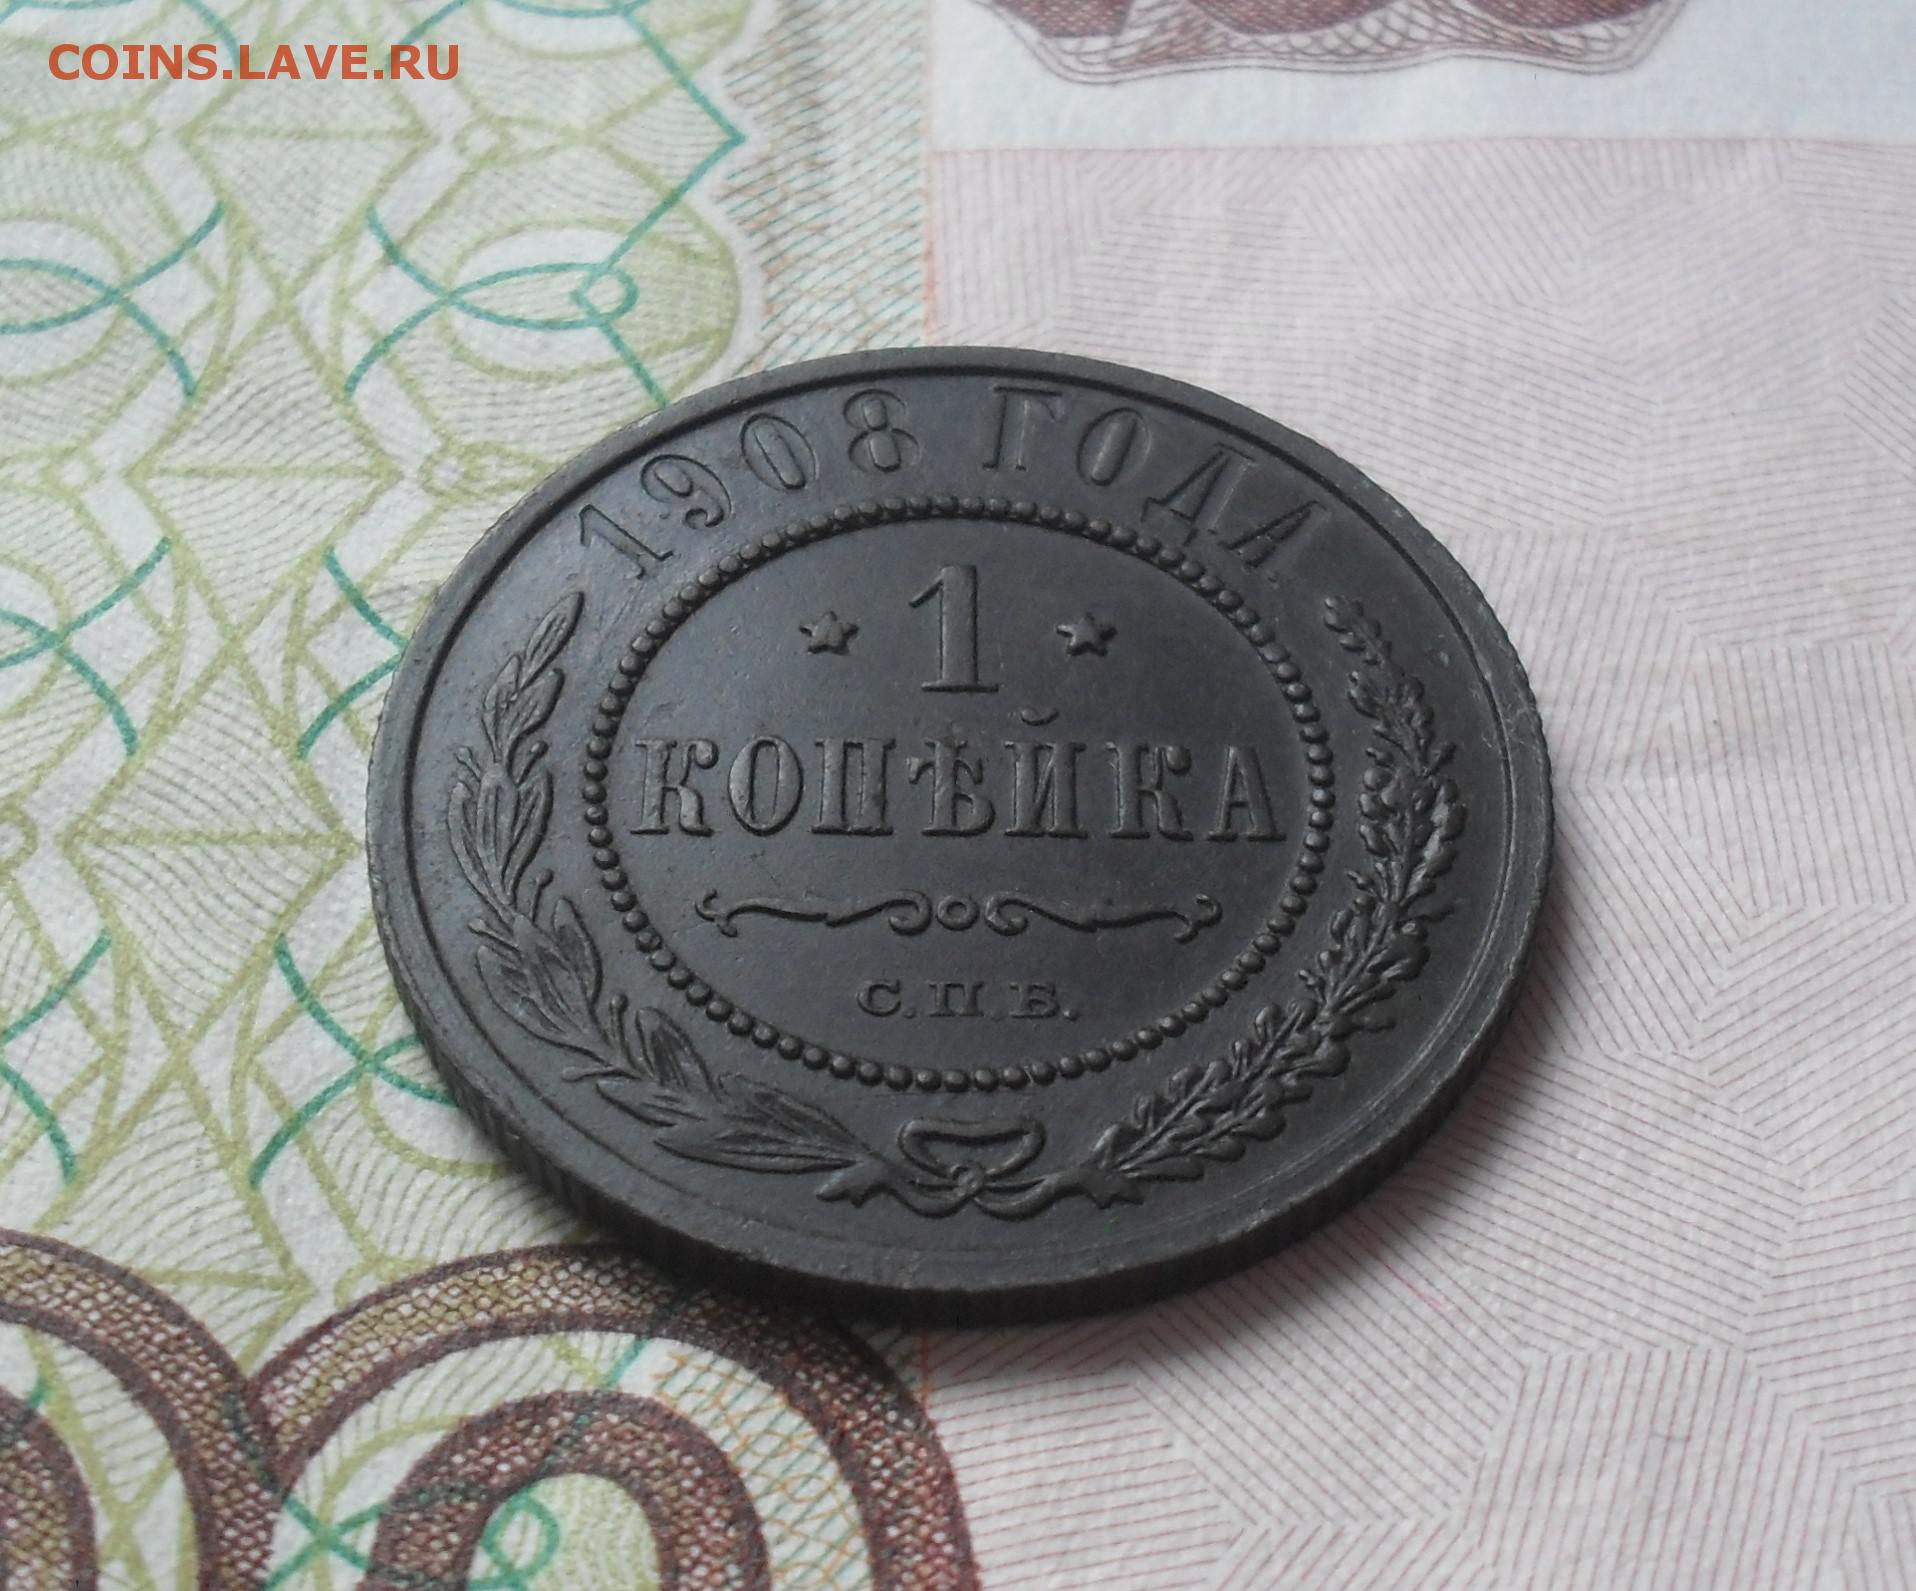 COINS.LAVE.RU
1908 ГОДА.
1
КОПѢЙКА
С.П.Б.